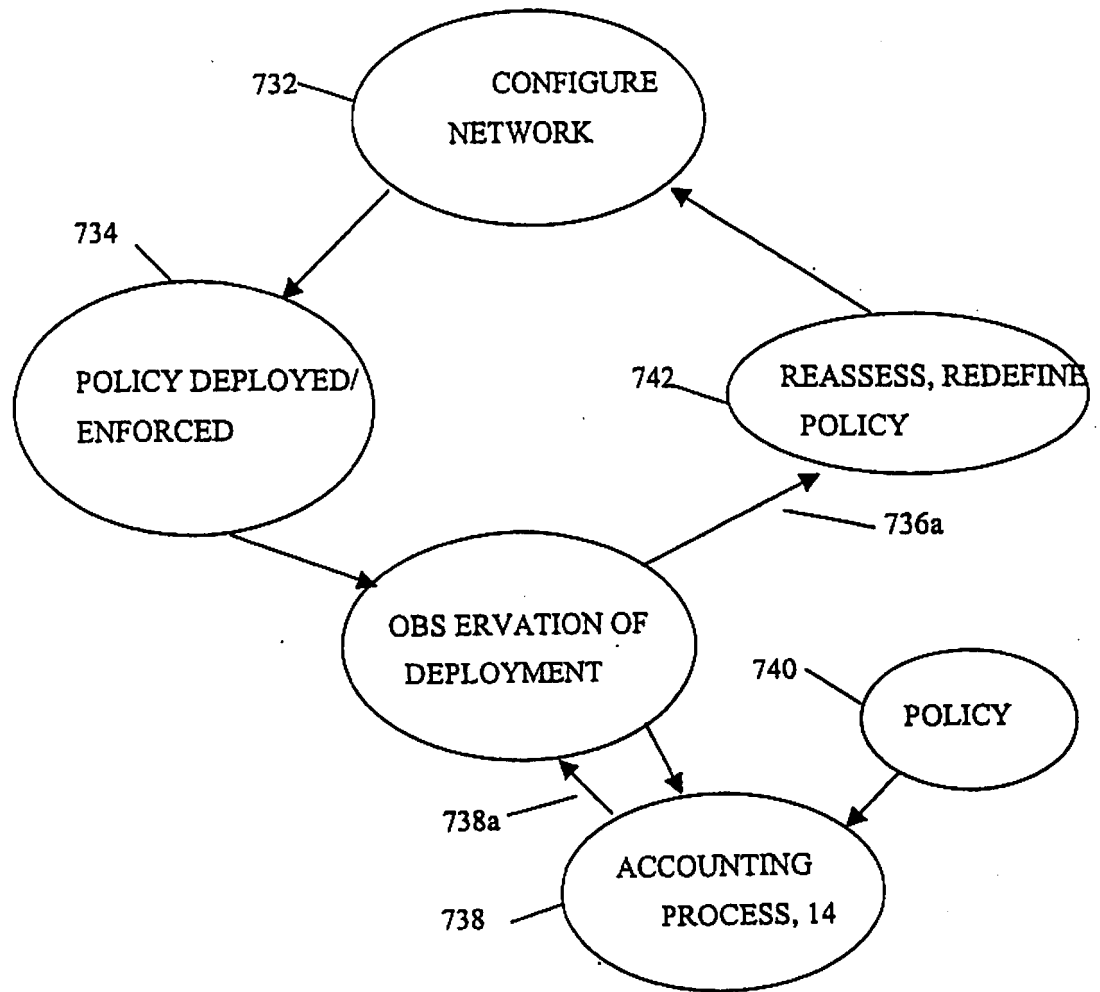 732
CONFIGURE
NETWORK
734
POLICY DEPLOYED/
ENFORCED
742
REASSESS, REDEFINE
POLICY
736a
OBS ERVATION OF
DEPLOYMENT
740
POLICY
738a
ACCOUNTING
PROCESS, 14
738